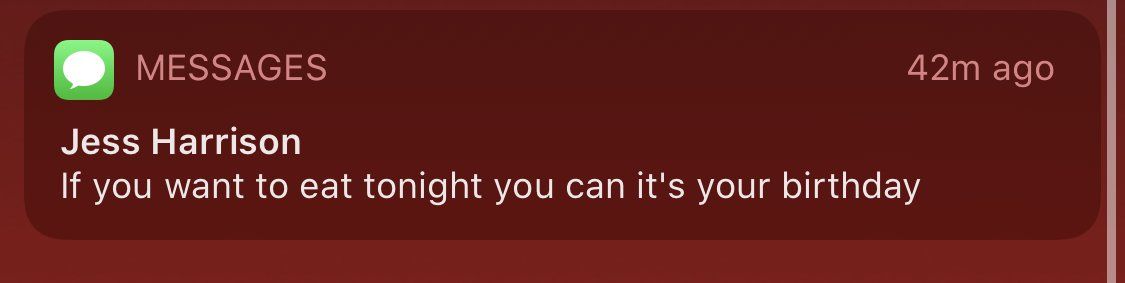 MESSAGES 42m ago
Jess Harrison
If you want to eat tonight you can it's your birthday